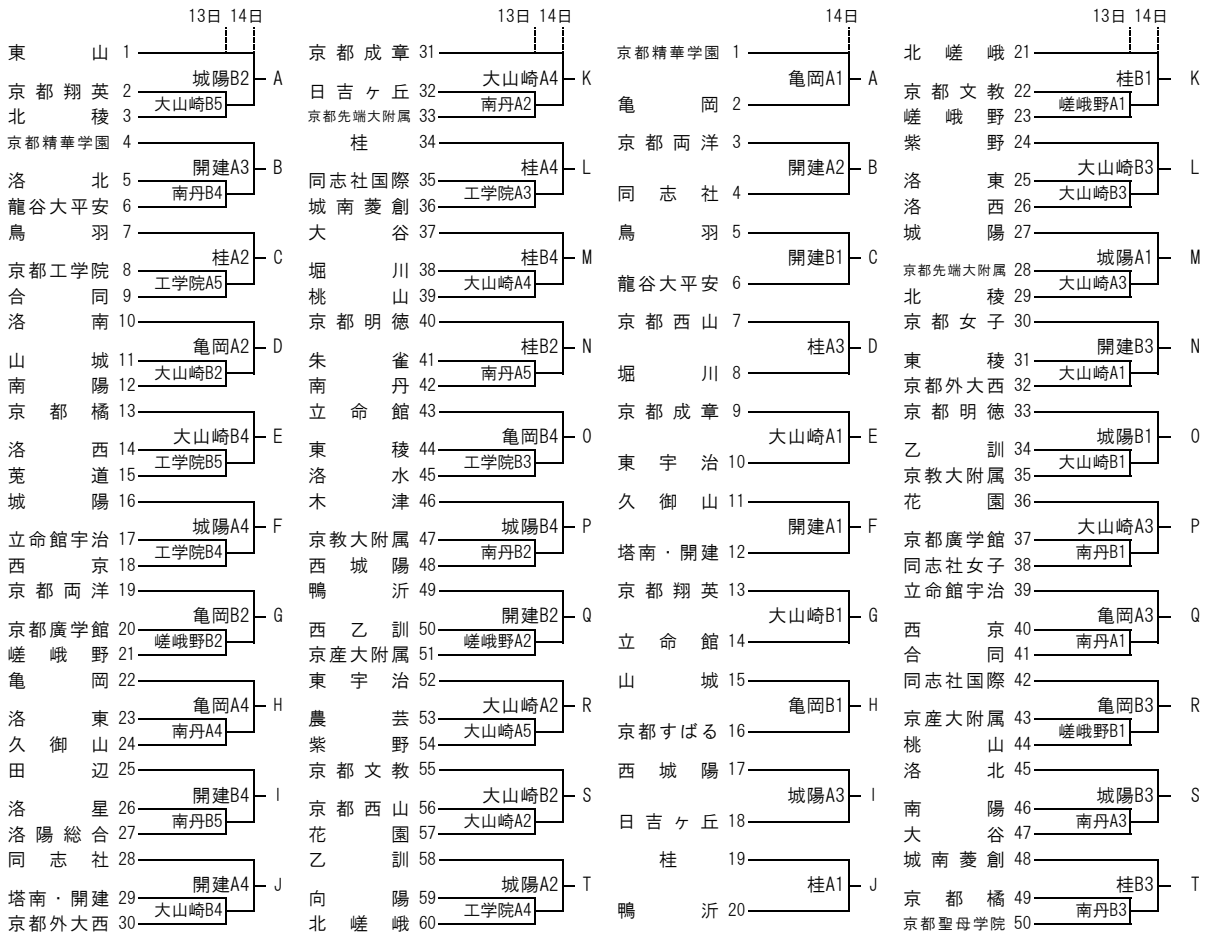 13日 14日
東山 1
城陽B2 A
京都翔英 2
大山崎B5
北稜 3
京都精華学園 4
開建A3 B
洛北 5
南丹B4
龍谷大平安 6
鳥羽 7
桂A2 C
京都工学院 8
工学院A5
合同 9
洛南 10
亀岡A2 D
山城 11
大山崎B2
南陽 12
京都橘 13
大山崎B4 E
洛西 14
工学院B5
莵道 15
城陽 16
城陽A4 F
立命館宇治 17
工学院B4
西京 18
京都両洋 19
亀岡B2 G
京都廣学館 20
嵯峨野B2
嵯峨野 21
亀岡 22
亀岡A4 H
洛東 23
南丹A4
久御山 24
田辺 25
開建B4 I
洛星 26
南丹B5
洛陽総合 27
同志社 28
開建A4 J
塔南・開建 29
大山崎B4
京都外大西 30
13日 14日
京都成章 31
大山崎A4 K
日吉ヶ丘 32
南丹A2
京都先端大附属 33
桂 34
桂A4 L
同志社国際 35
工学院A3
城南菱創 36
大谷 37
桂B4 M
堀川 38
大山崎A4
桃山 39
京都明徳 40
桂B2 N
朱雀 41
南丹A5
南丹 42
立命館 43
亀岡B4 O
東稜 44
工学院B3
洛水 45
木津 46
城陽B4 P
京教大附属 47
南丹B2
西城陽 48
鴨沂 49
開建B2 Q
西乙訓 50
嵯峨野A2
京産大附属 51
東宇治 52
大山崎A2 R
農芸 53
大山崎A5
紫野 54
京都文教 55
大山崎B2 S
京都西山 56
大山崎A2
花園 57
乙訓 58
城陽A2 T
向陽 59
工学院A4
北嵯峨 60
14日
京都精華学園 1
亀岡A1 A
亀岡 2
京都両洋 3
開建A2 B
同志社 4
鳥羽 5
開建B1 C
龍谷大平安 6
京都西山 7
桂A3 D
堀川 8
京都成章 9
大山崎A1 E
東宇治 10
久御山 11
開建A1 F
塔南・開建 12
京都翔英 13
大山崎B1 G
立命館 14
山城 15
亀岡B1 H
京都すばる 16
西城陽 17
城陽A3 I
日吉ヶ丘 18
桂 19
桂A1 J
鴨沂 20
13日 14日
北嵯峨 21
桂B1 K
京都文教 22
嵯峨野A1
嵯峨野 23
紫野 24
大山崎B3 L
洛東 25
大山崎B3
洛西 26
城陽 27
城陽A1 M
京都先端大附属 28
大山崎A3
北稜 29
京都女子 30
開建B3 N
東稜 31
大山崎A1
京都外大西 32
京都明徳 33
城陽B1 O
乙訓 34
大山崎B1
京教大附属 35
花園 36
大山崎A3 P
京都廣学館 37
南丹B1
同志社女子 38
立命館宇治 39
亀岡A3 Q
西京 40
南丹A1
合同 41
同志社国際 42
亀岡B3 R
京産大附属 43
嵯峨野B1
桃山 44
洛北 45
城陽B3 S
南陽 46
南丹A3
大谷 47
城南菱創 48
桂B3 T
京都橘 49
南丹B3
京都聖母学院 50